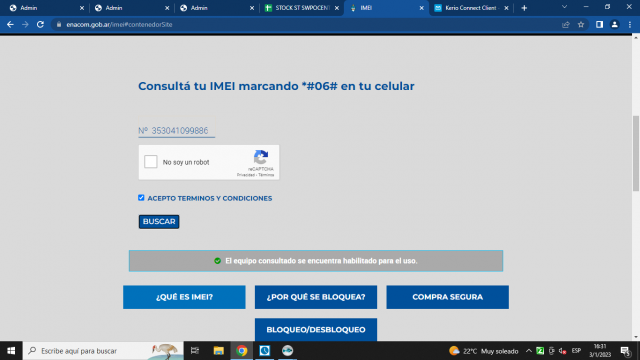 Admin
Admin
Admin
STOCK ST SWPOCENT
IMEI
Kerio Connect Client
enacom.gob.ar/imei#contenedorSite
Consultá tu IMEI marcando *#06# en tu celular
Nº 353041099886
No soy un robot
reCAPTCHA
Privacidad - Términos
ACEPTO TERMINOS Y CONDICIONES
BUSCAR
El equipo consultado se encuentra habilitado para el uso.
¿QUÉ ES IMEI?
¿POR QUÉ SE BLOQUEA?
COMPRA SEGURA
BLOQUEO/DESBLOQUEO
Escribe aquí para buscar
22°C Muy soleado
ESP
16:31
3/1/2023